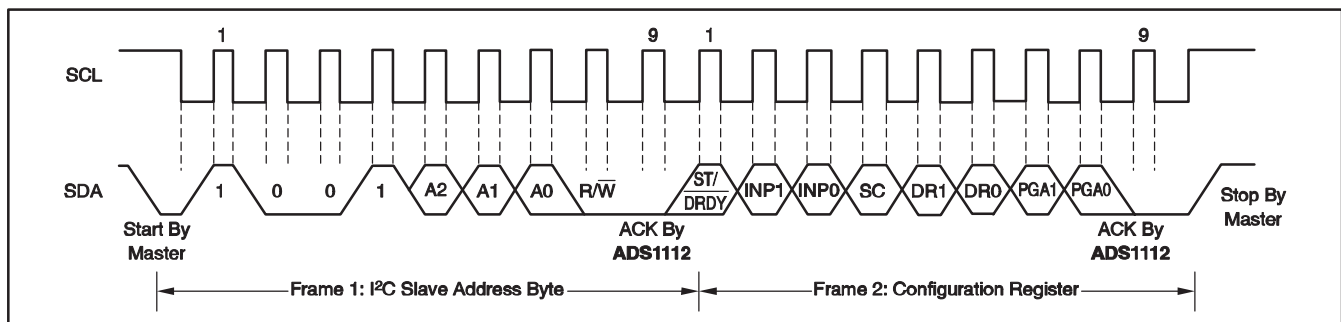 1 9 1 9
SCL
SDA 1 0 0 1 A2 A1 A0 R/W̅ ST/ INP1 INP0 SC DR1 DR0 PGA1 PGA0 Stop By
D̅R̅D̅Y̅ Master
Start By ACK By ACK By
Master ADS1112 ADS1112
Frame 1: I²C Slave Address Byte Frame 2: Configuration Register